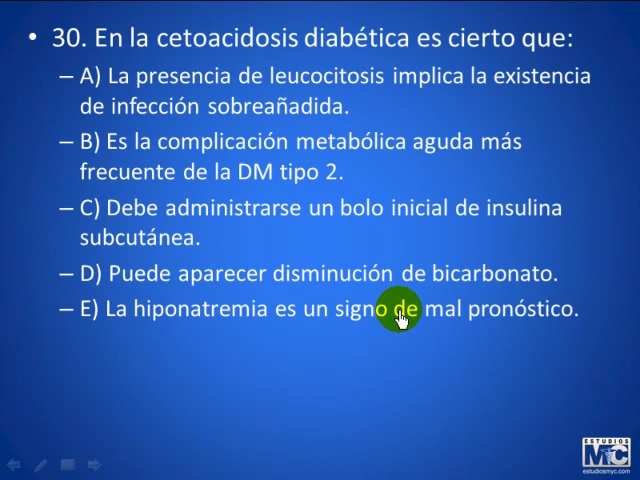 • 30. En la cetoacidosis diabética es cierto que:
– A) La presencia de leucocitosis implica la existencia
de infección sobreañadida.
– B) Es la complicación metabólica aguda más
frecuente de la DM tipo 2.
– C) Debe administrarse un bolo inicial de insulina
subcutánea.
– D) Puede aparecer disminución de bicarbonato.
– E) La hiponatremia es un signo de mal pronóstico.
ESTUDIOS
MyC
estudiosmyc.com